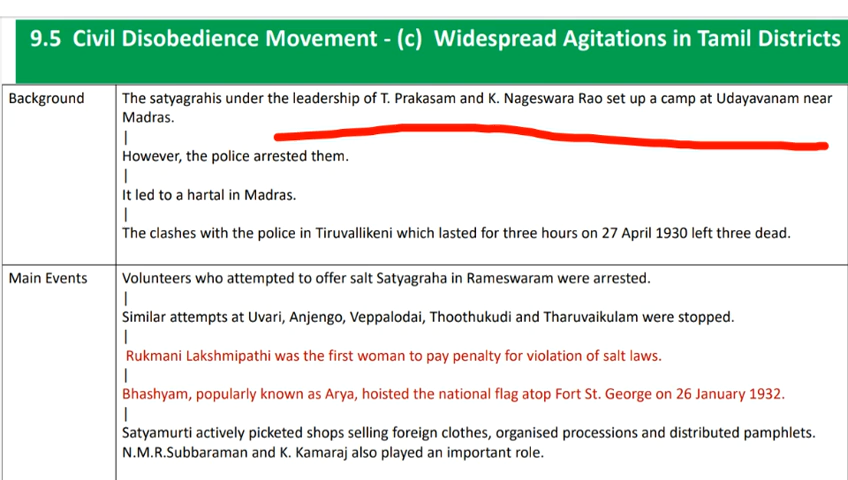 9.5 Civil Disobedience Movement - (c) Widespread Agitations in Tamil Districts
Background
The satyagrahis under the leadership of T. Prakasam and K. Nageswara Rao set up a camp at Udayavanam near
Madras.
|
However, the police arrested them.
|
It led to a hartal in Madras.
|
The clashes with the police in Tiruvallikeni which lasted for three hours on 27 April 1930 left three dead.
Main Events
Volunteers who attempted to offer salt Satyagraha in Rameswaram were arrested.
|
Similar attempts at Uvari, Anjengo, Veppalodai, Thoothukudi and Tharuvaikulam were stopped.
|
Rukmani Lakshmipathi was the first woman to pay penalty for violation of salt laws.
|
Bhashyam, popularly known as Arya, hoisted the national flag atop Fort St. George on 26 January 1932.
|
Satyamurti actively picketed shops selling foreign clothes, organised processions and distributed pamphlets.
N.M.R.Subbaraman and K. Kamaraj also played an important role.